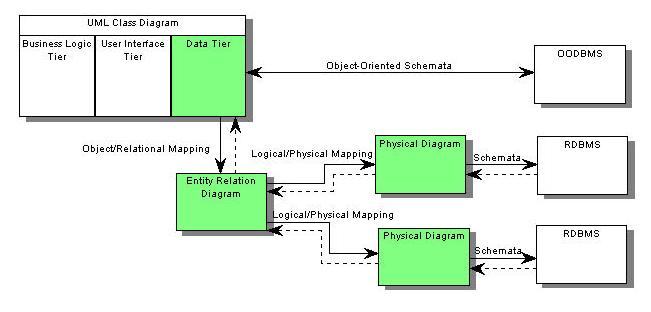 UML Class Diagram
Business Logic
Tier
User Interface
Tier
Data Tier
Object-Oriented Schemata
OODBMS
Object/Relational Mapping
Logical/Physical Mapping
Physical Diagram
Schemata
RDBMS
Entity Relation
Diagram
Logical/Physical Mapping
Physical Diagram
Schemata
RDBMS